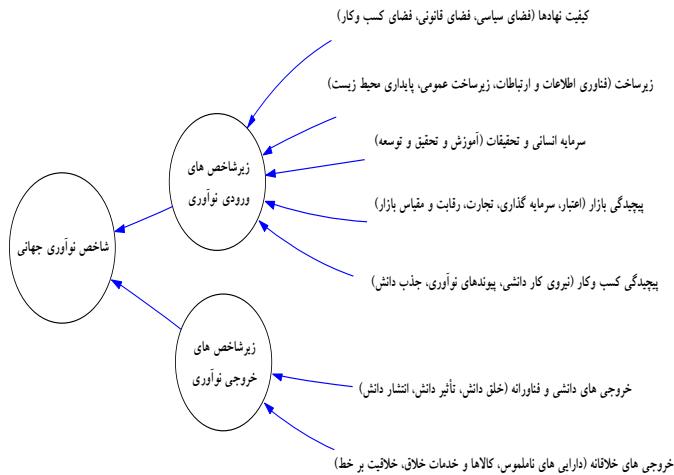 کیفیت نهادها (فضای سیاسی، فضای قانونی، فضای کسب وکار)
زیرساخت (فناوری اطلاعات و ارتباطات، زیرساخت عمومی، پایداری محیط زیست)
سرمایه انسانی و تحقیقات (آموزش و تحقیق و توسعه)
پیچیدگی بازار (اعتبار، سرمایه گذاری، تجارت، رقابت و مقیاس بازار)
پیچیدگی کسب وکار (نیروی کار دانشی، پیوندهای نوآوری، جذب دانش)
زیرشاخص های
ورودی نوآوری
شاخص نوآوری جهانی
زیرشاخص های
خروجی نوآوری
خروجی های دانشی و فناورانه (خلق دانش، تأثیر دانش، انتشار دانش)
خروجی های خلاقانه (دارایی های ناملموس، کالاها و خدمات خلاق، خلاقیت بر خط)